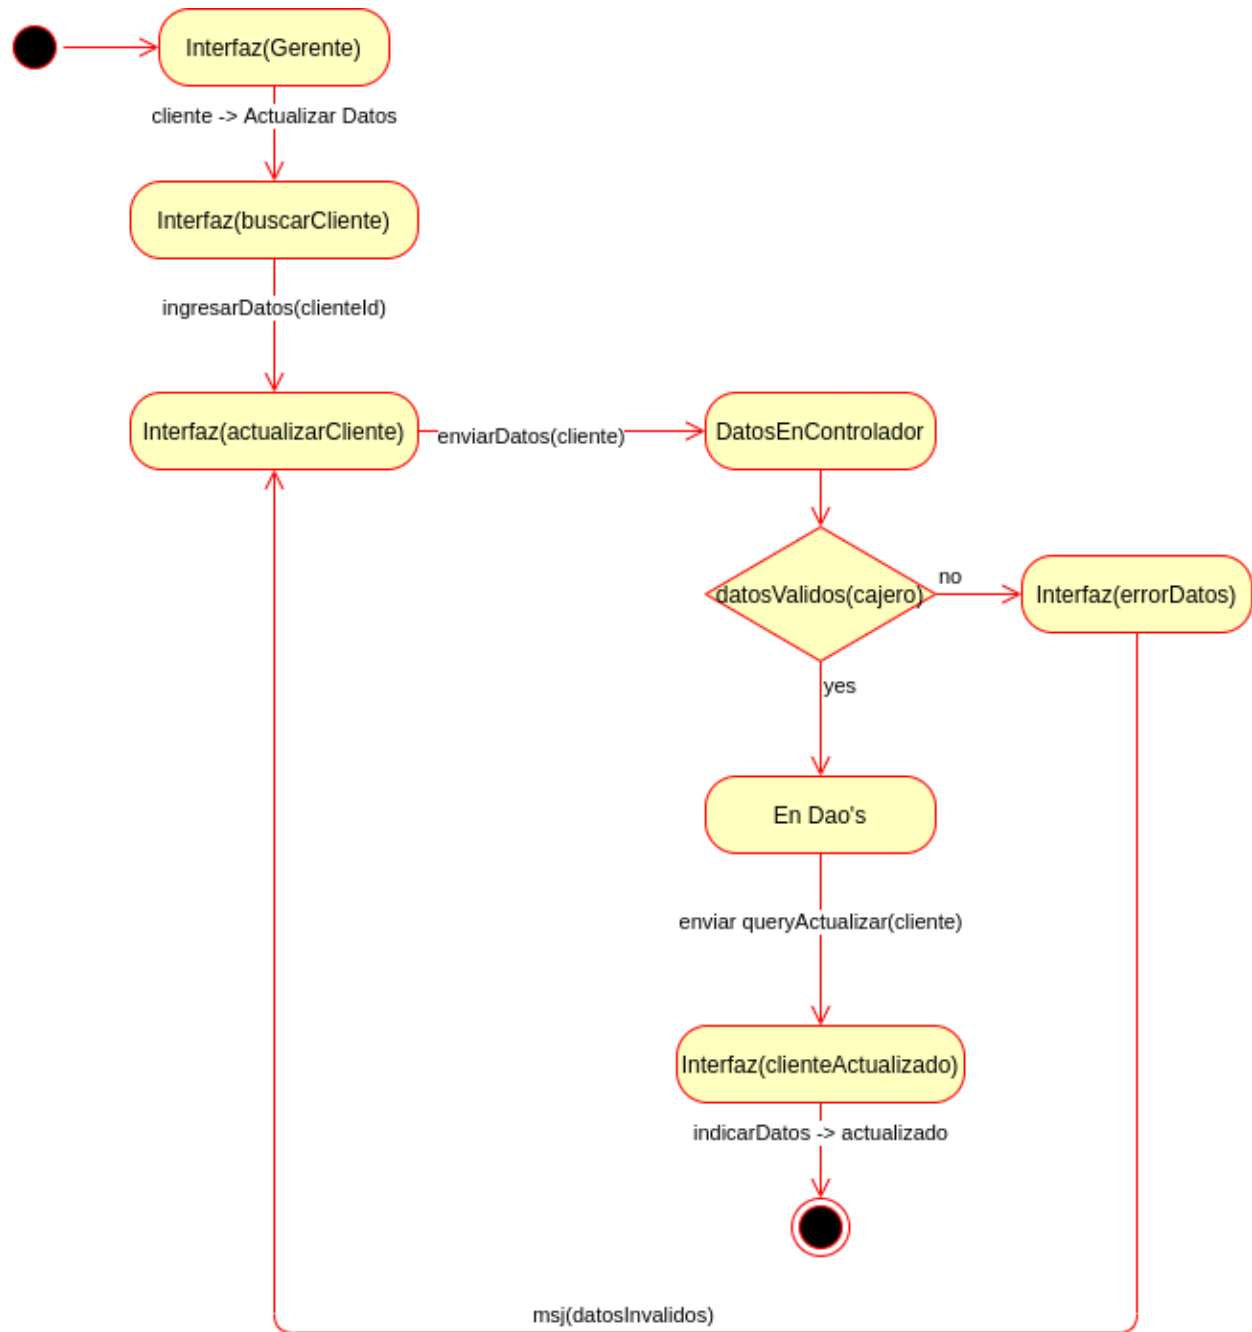 Interfaz(Gerente)
cliente -> Actualizar Datos
Interfaz(buscarCliente)
ingresarDatos(clienteId)
Interfaz(actualizarCliente)
enviarDatos(cliente)
DatosEnControlador
datosValidos(cajero)
no
Interfaz(errorDatos)
yes
En Dao's
enviar queryActualizar(cliente)
Interfaz(clienteActualizado)
indicarDatos -> actualizado
msj(datosInvalidos)